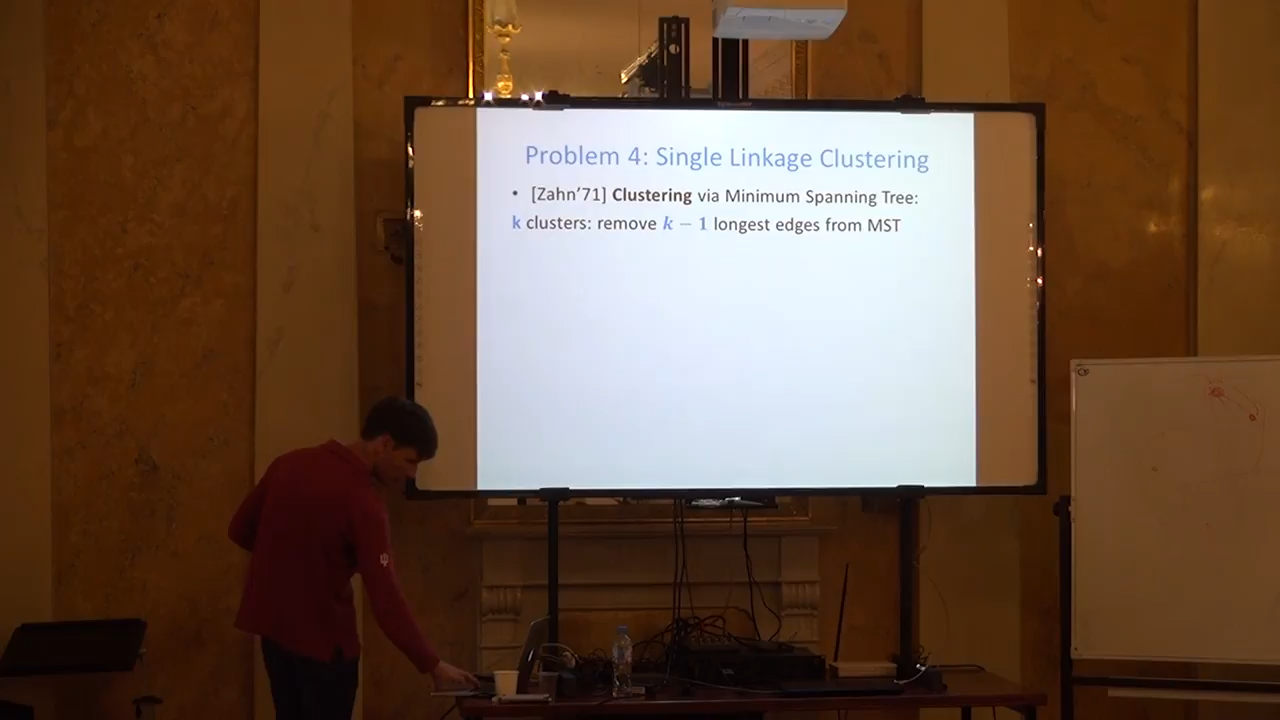 Problem 4: Single Linkage Clustering
• [Zahn’71] Clustering via Minimum Spanning Tree:
k clusters: remove k − 1 longest edges from MST